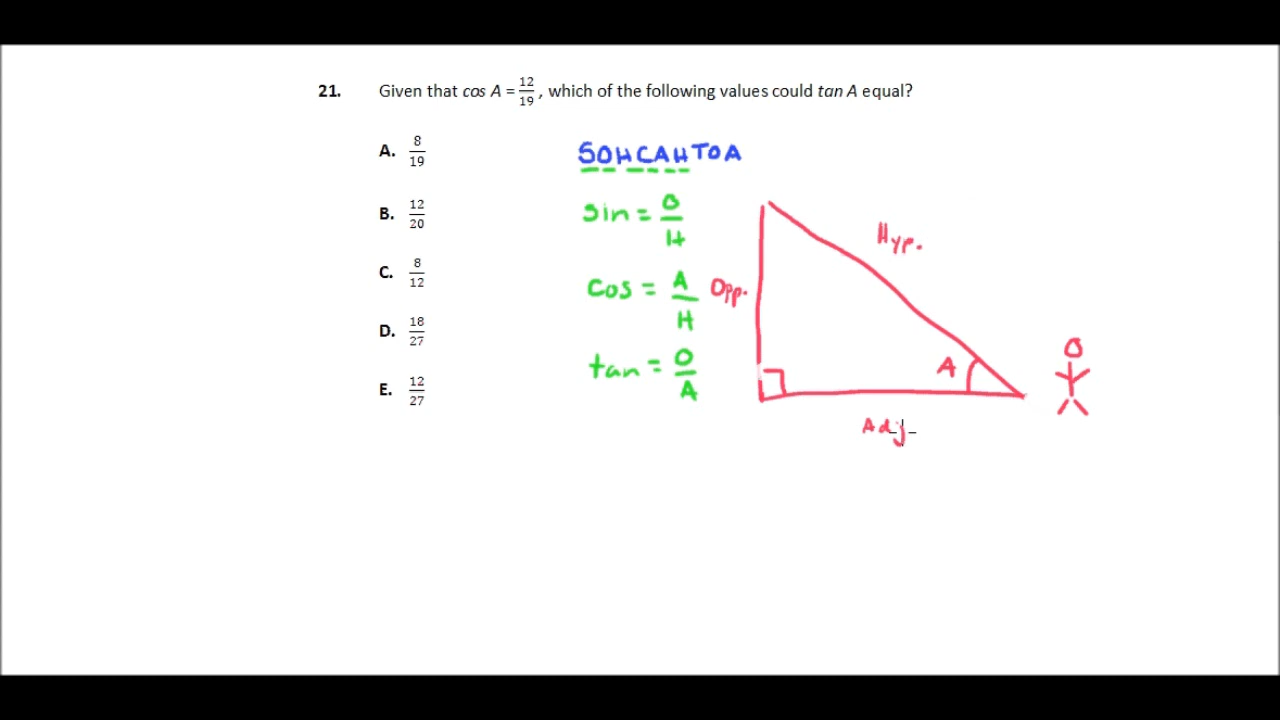 21. Given that cos A = 12/19, which of the following values could tan A equal?
A. 8/19
B. 12/20
C. 8/12
D. 18/27
E. 12/27
SOHCAHTOA
sin = O/H
cos = A/H
tan = O/A
Opp.
Hyp.
A
Adj-